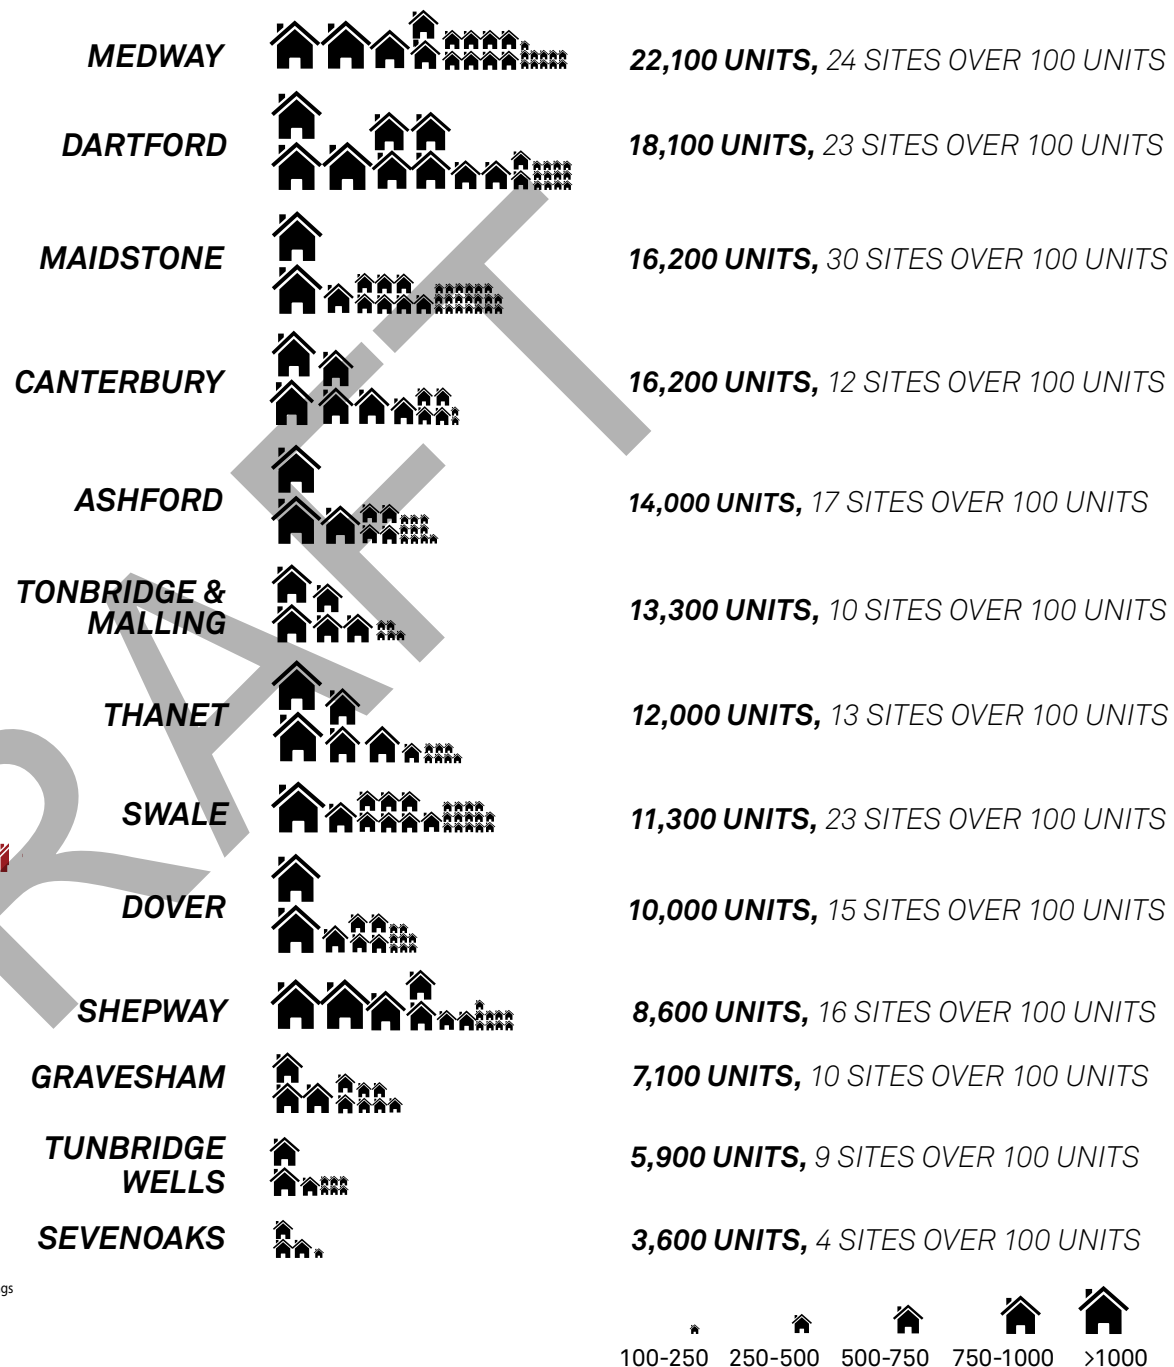 MEDWAY 22,100 UNITS, 24 SITES OVER 100 UNITS
DARTFORD 18,100 UNITS, 23 SITES OVER 100 UNITS
MAIDSTONE 16,200 UNITS, 30 SITES OVER 100 UNITS
CANTERBURY 16,200 UNITS, 12 SITES OVER 100 UNITS
ASHFORD 14,000 UNITS, 17 SITES OVER 100 UNITS
TONBRIDGE &
MALLING 13,300 UNITS, 10 SITES OVER 100 UNITS
THANET 12,000 UNITS, 13 SITES OVER 100 UNITS
SWALE 11,300 UNITS, 23 SITES OVER 100 UNITS
DOVER 10,000 UNITS, 15 SITES OVER 100 UNITS
SHEPWAY 8,600 UNITS, 16 SITES OVER 100 UNITS
GRAVESHAM 7,100 UNITS, 10 SITES OVER 100 UNITS
TUNBRIDGE
WELLS 5,900 UNITS, 9 SITES OVER 100 UNITS
SEVENOAKS 3,600 UNITS, 4 SITES OVER 100 UNITS
gs
100-250 250-500 500-750 750-1000 >1000
RAFT